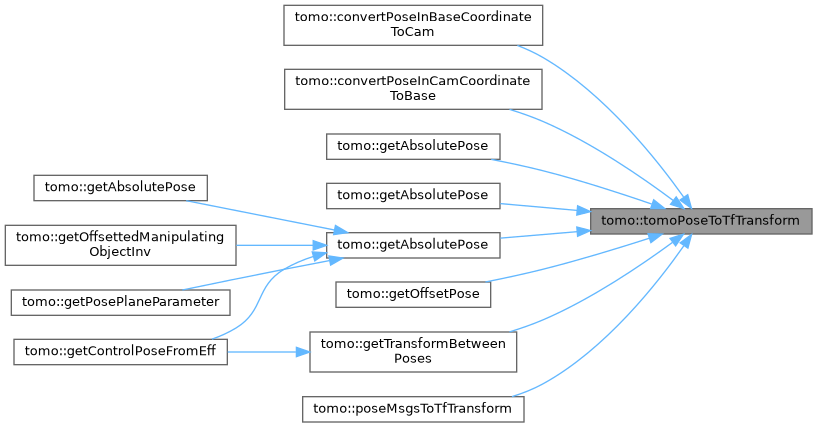 tomo::convertPoseInBaseCoordinate
ToCam
tomo::convertPoseInCamCoordinate
ToBase
tomo::getAbsolutePose
tomo::getAbsolutePose
tomo::getAbsolutePose
tomo::tomoPoseToTfTransform
tomo::getOffsettedManipulating
ObjectInv
tomo::getAbsolutePose
tomo::getPosePlaneParameter
tomo::getOffsetPose
tomo::getControlPoseFromEff
tomo::getTransformBetween
Poses
tomo::poseMsgsToTfTransform